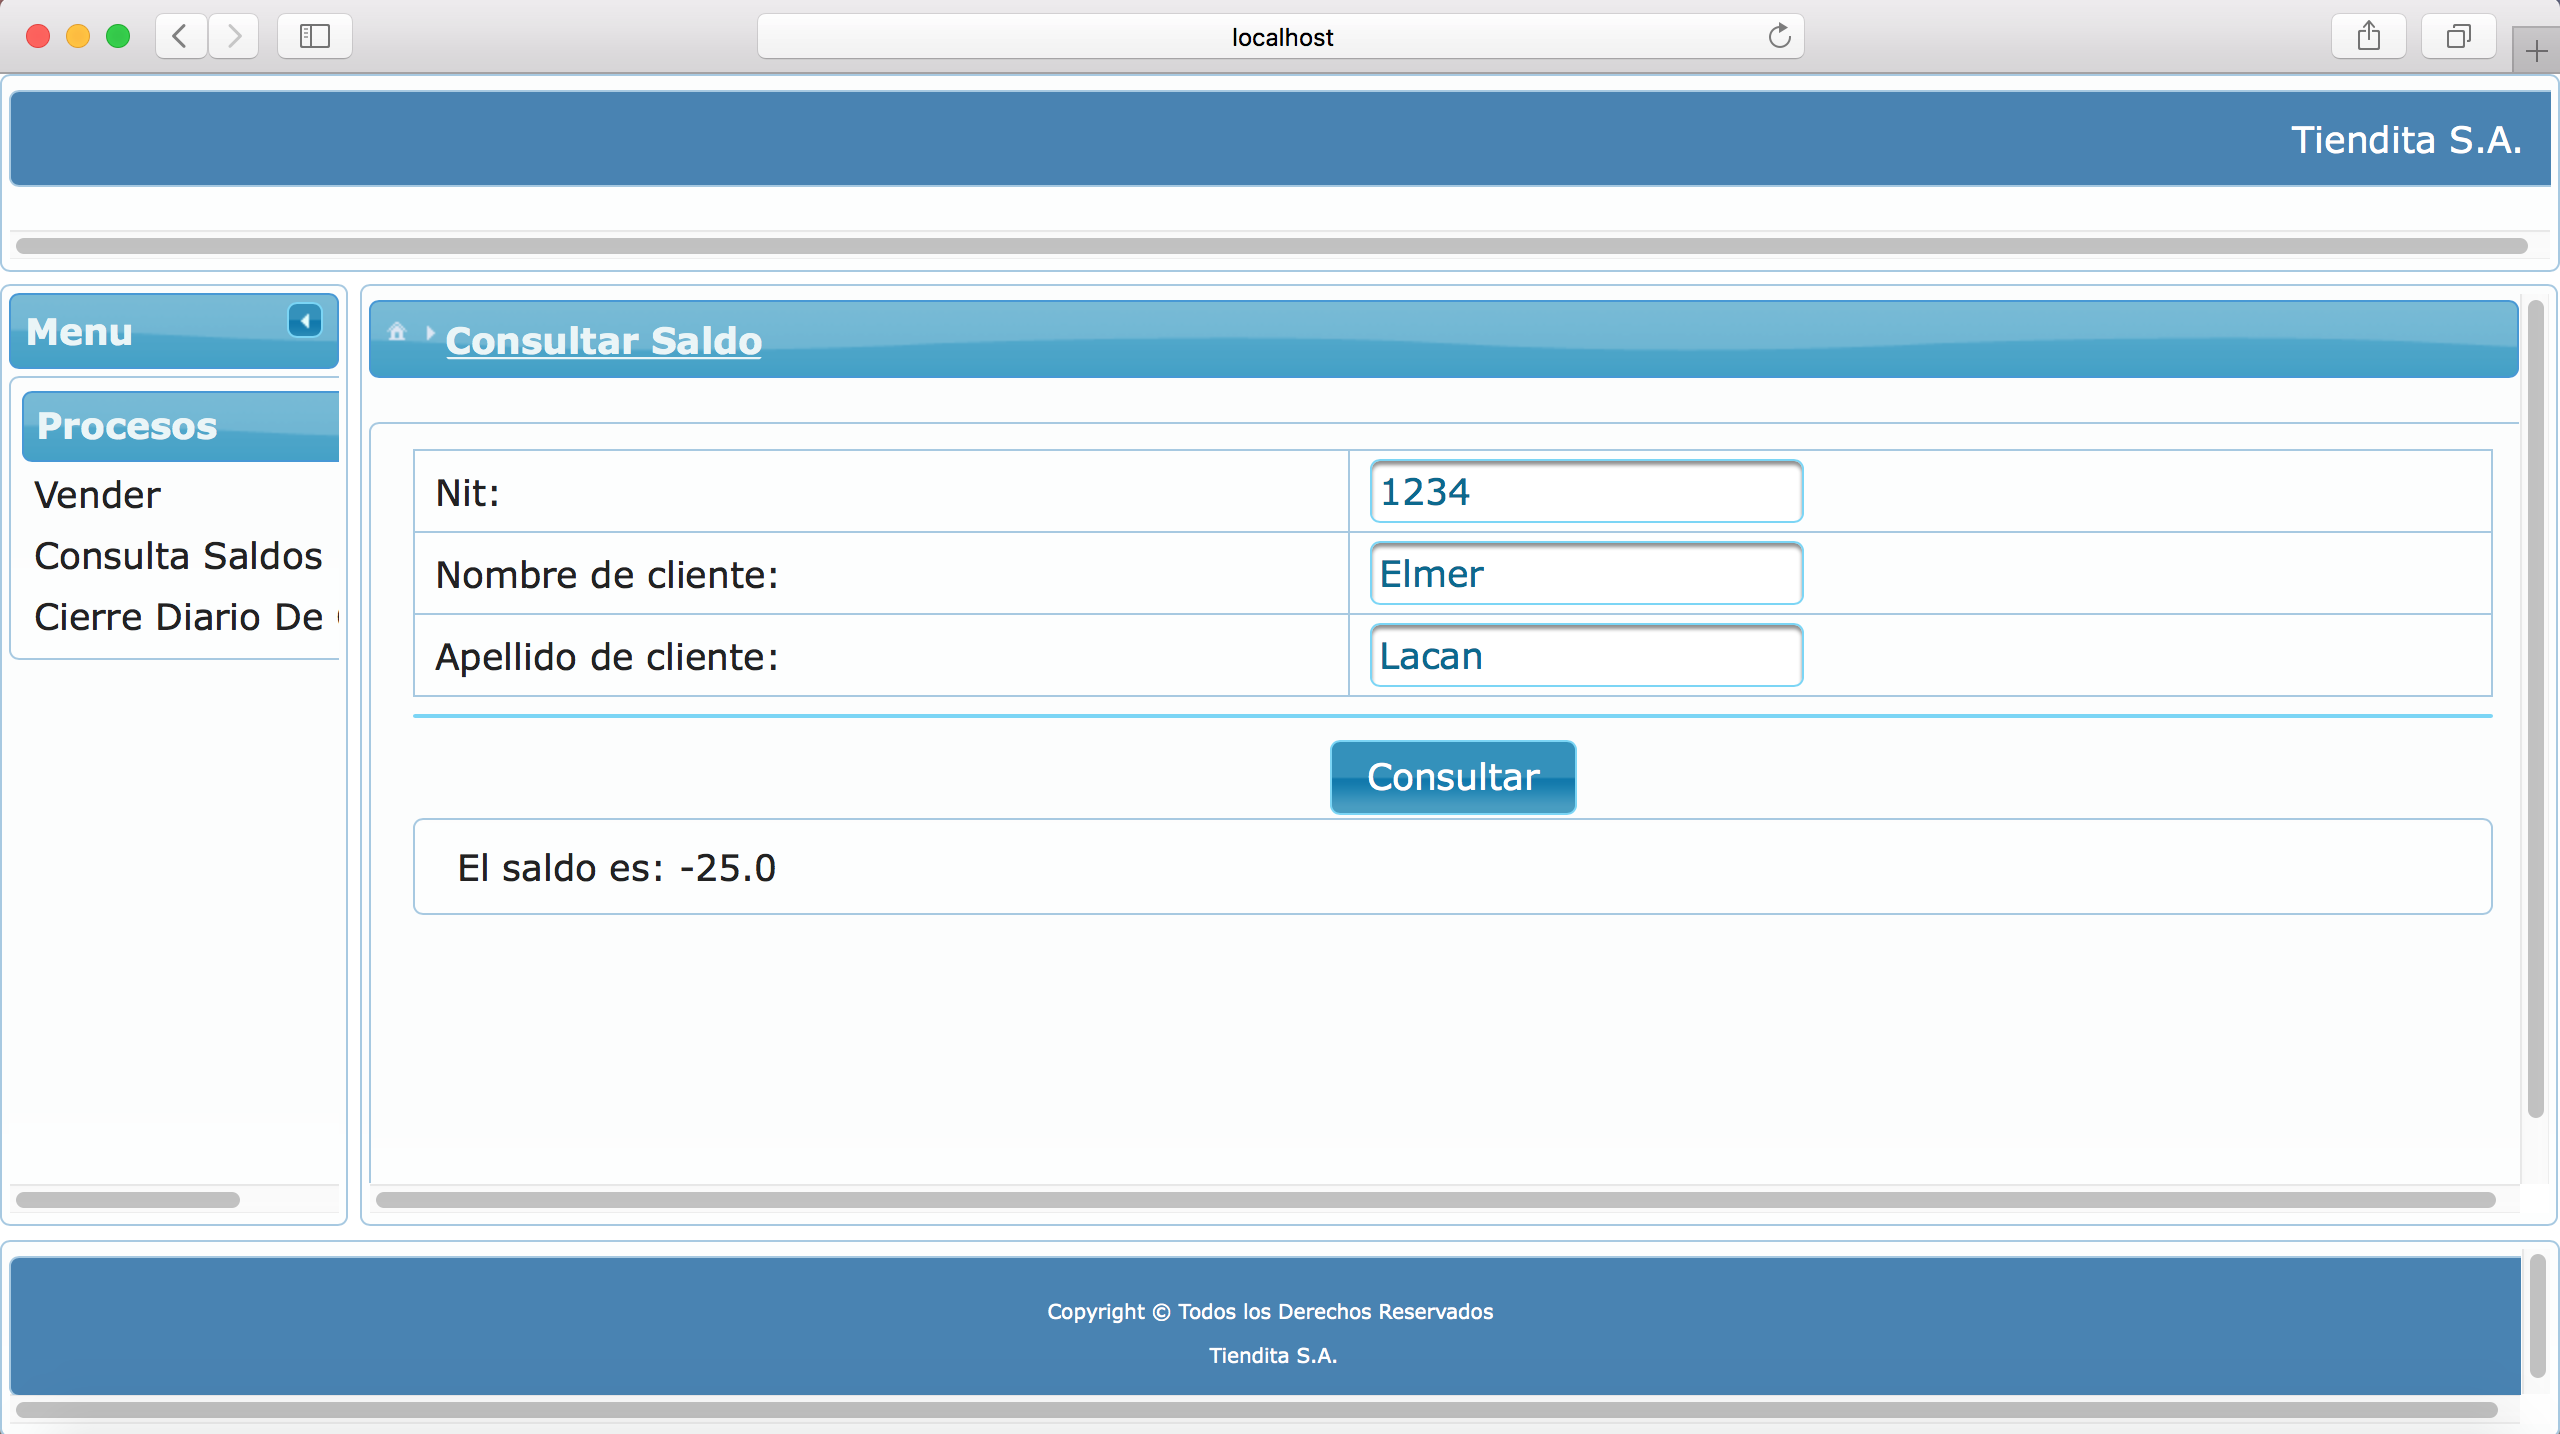 localhost
Tiendita S.A.
Menu
Procesos
Vender
Consulta Saldos
Cierre Diario De
Consultar Saldo
Nit: 1234
Nombre de cliente: Elmer
Apellido de cliente: Lacan
Consultar
El saldo es: -25.0
Copyright © Todos los Derechos Reservados
Tiendita S.A.